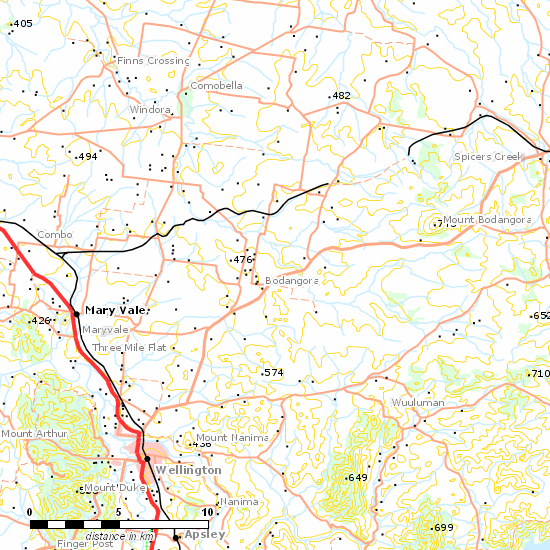 .405
Finns Crossing
Comobella
.482
Windora
.494
Spicers Creek
Mount Bodangora
Combo
.476
Bodangora
Mary Vale
.426
Maryvale
.652
Three Mile Flat
.574
.710
Wuuluman
Mount Arthur
.436
Mount Nanima
Wellington
.649
Mount Duke
Nanima
0 5 10
distance in km
.699
Apsley
Finger Post